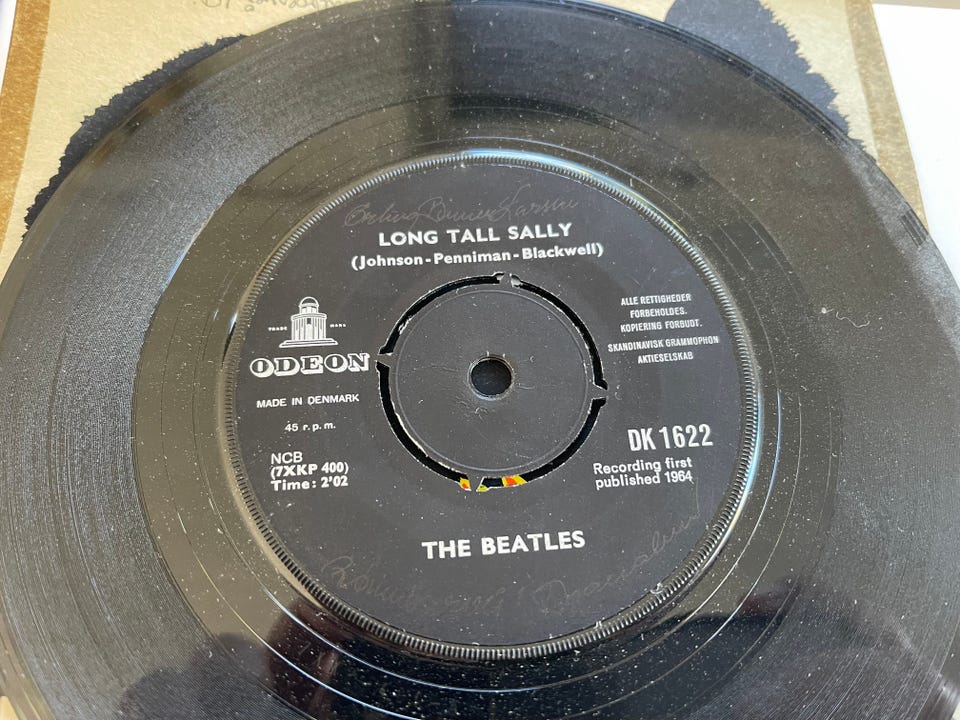 LONG TALL SALLY
(Johnson - Penniman - Blackwell)
TRADE MARK
ODEON
MADE IN DENMARK
45 r.p.m.
NCB
(7XKP 400)
Time: 2'02
ALLE RETTIGHEDER
FORBEHOLDES.
KOPIERING FORBUDT.
SKANDINAVISK GRAMMOPHON
AKTIESELSKAB
DK 1622
Recording first
published 1964
THE BEATLES